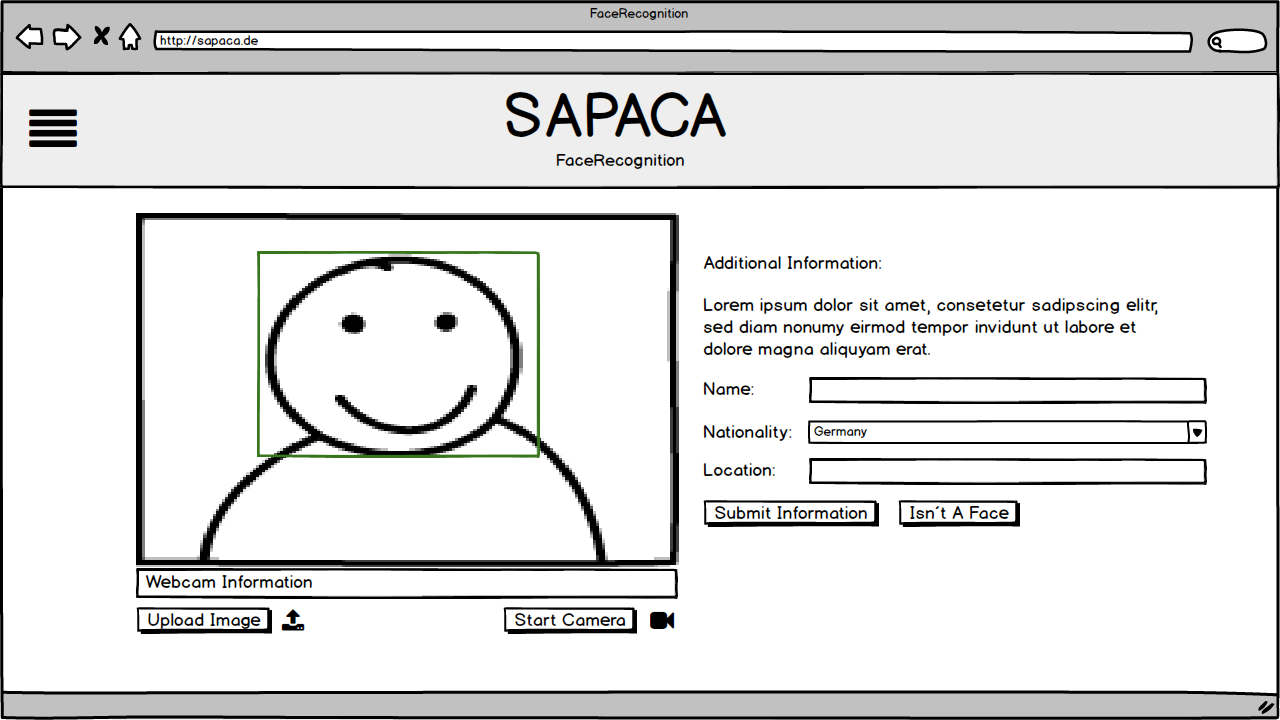 FaceRecognition
http://sapaca.de
SAPACA
FaceRecognition
Additional Information:
Lorem ipsum dolor sit amet, consetetur sadipscing elitr,
sed diam nonumy eirmod tempor invidunt ut labore et
dolore magna aliquyam erat.
Name:
Nationality: Germany
Location:
Submit Information Isn´t A Face
Webcam Information
Upload Image Start Camera